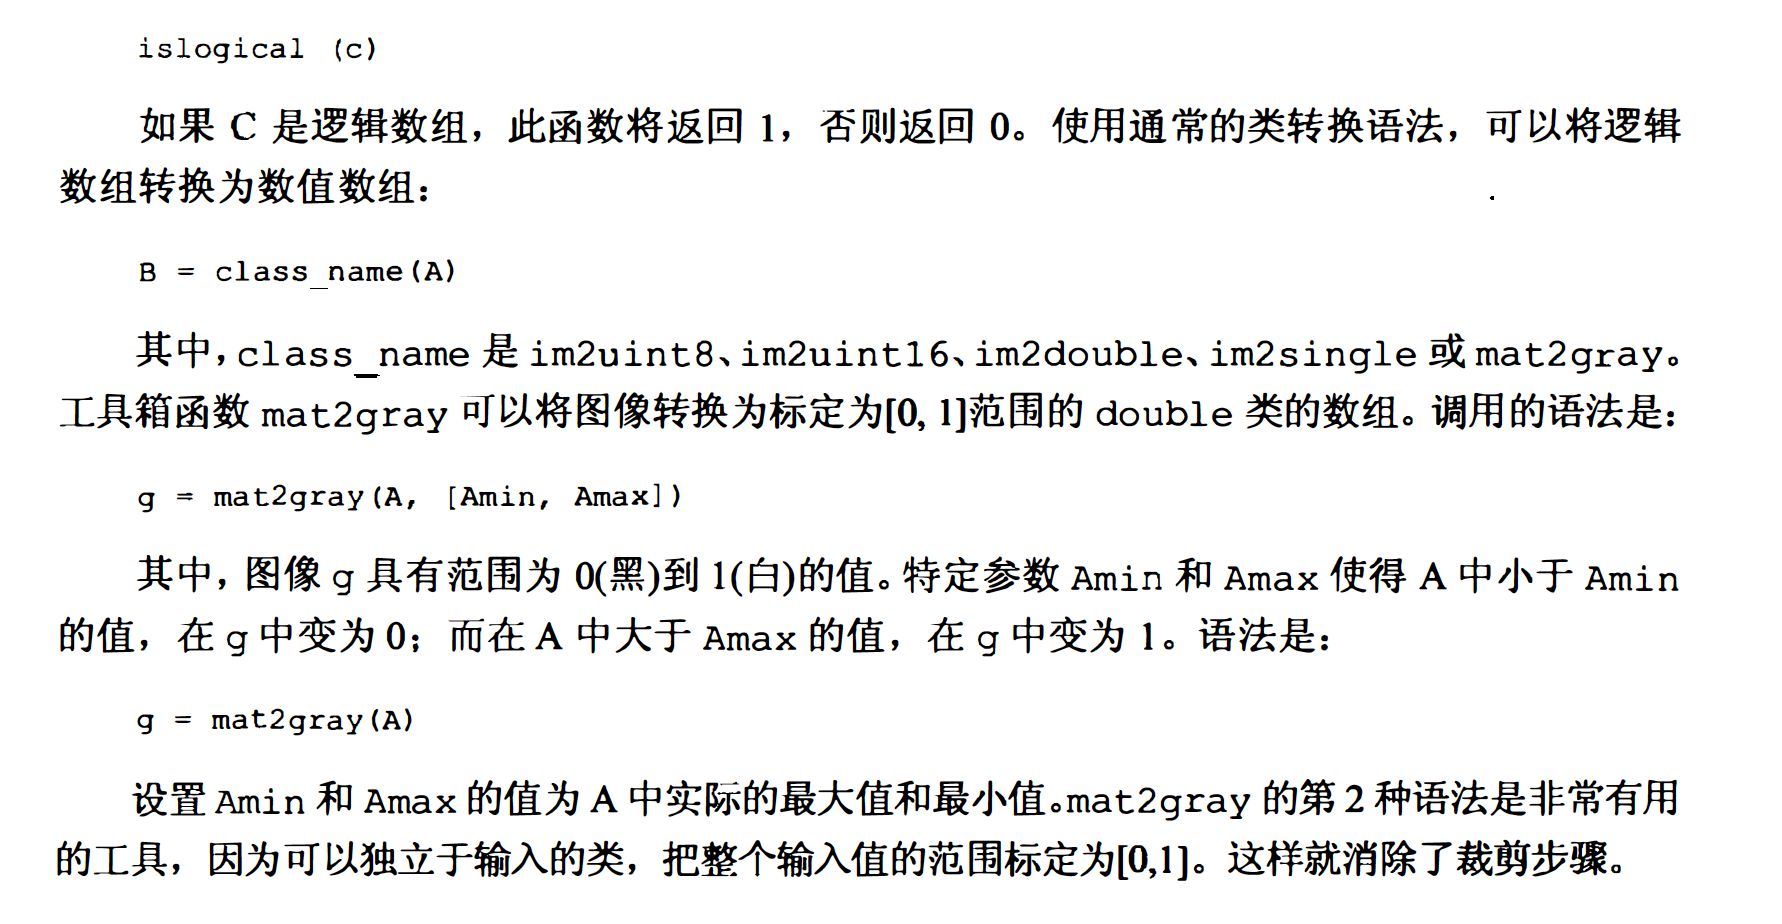 islogical (c)
如果 C 是逻辑数组，此函数将返回 1，否则返回 0。使用通常的类转换语法，可以将逻辑
数组转换为数值数组：
B = class_name(A)
其中，class_name 是 im2uint8、im2uint16、im2double、im2single 或 mat2gray。
工具箱函数 mat2gray 可以将图像转换为标定为[0, 1]范围的 double 类的数组。调用的语法是：
g = mat2gray(A, [Amin, Amax])
其中，图像 g 具有范围为 0(黑)到 1(白)的值。特定参数 Amin 和 Amax 使得 A 中小于 Amin
的值，在 g 中变为 0；而在 A 中大于 Amax 的值，在 g 中变为 1。语法是：
g = mat2gray(A)
设置 Amin 和 Amax 的值为 A 中实际的最大值和最小值。mat2gray 的第 2 种语法是非常有用
的工具，因为可以独立于输入的类，把整个输入值的范围标定为[0,1]。这样就消除了裁剪步骤。